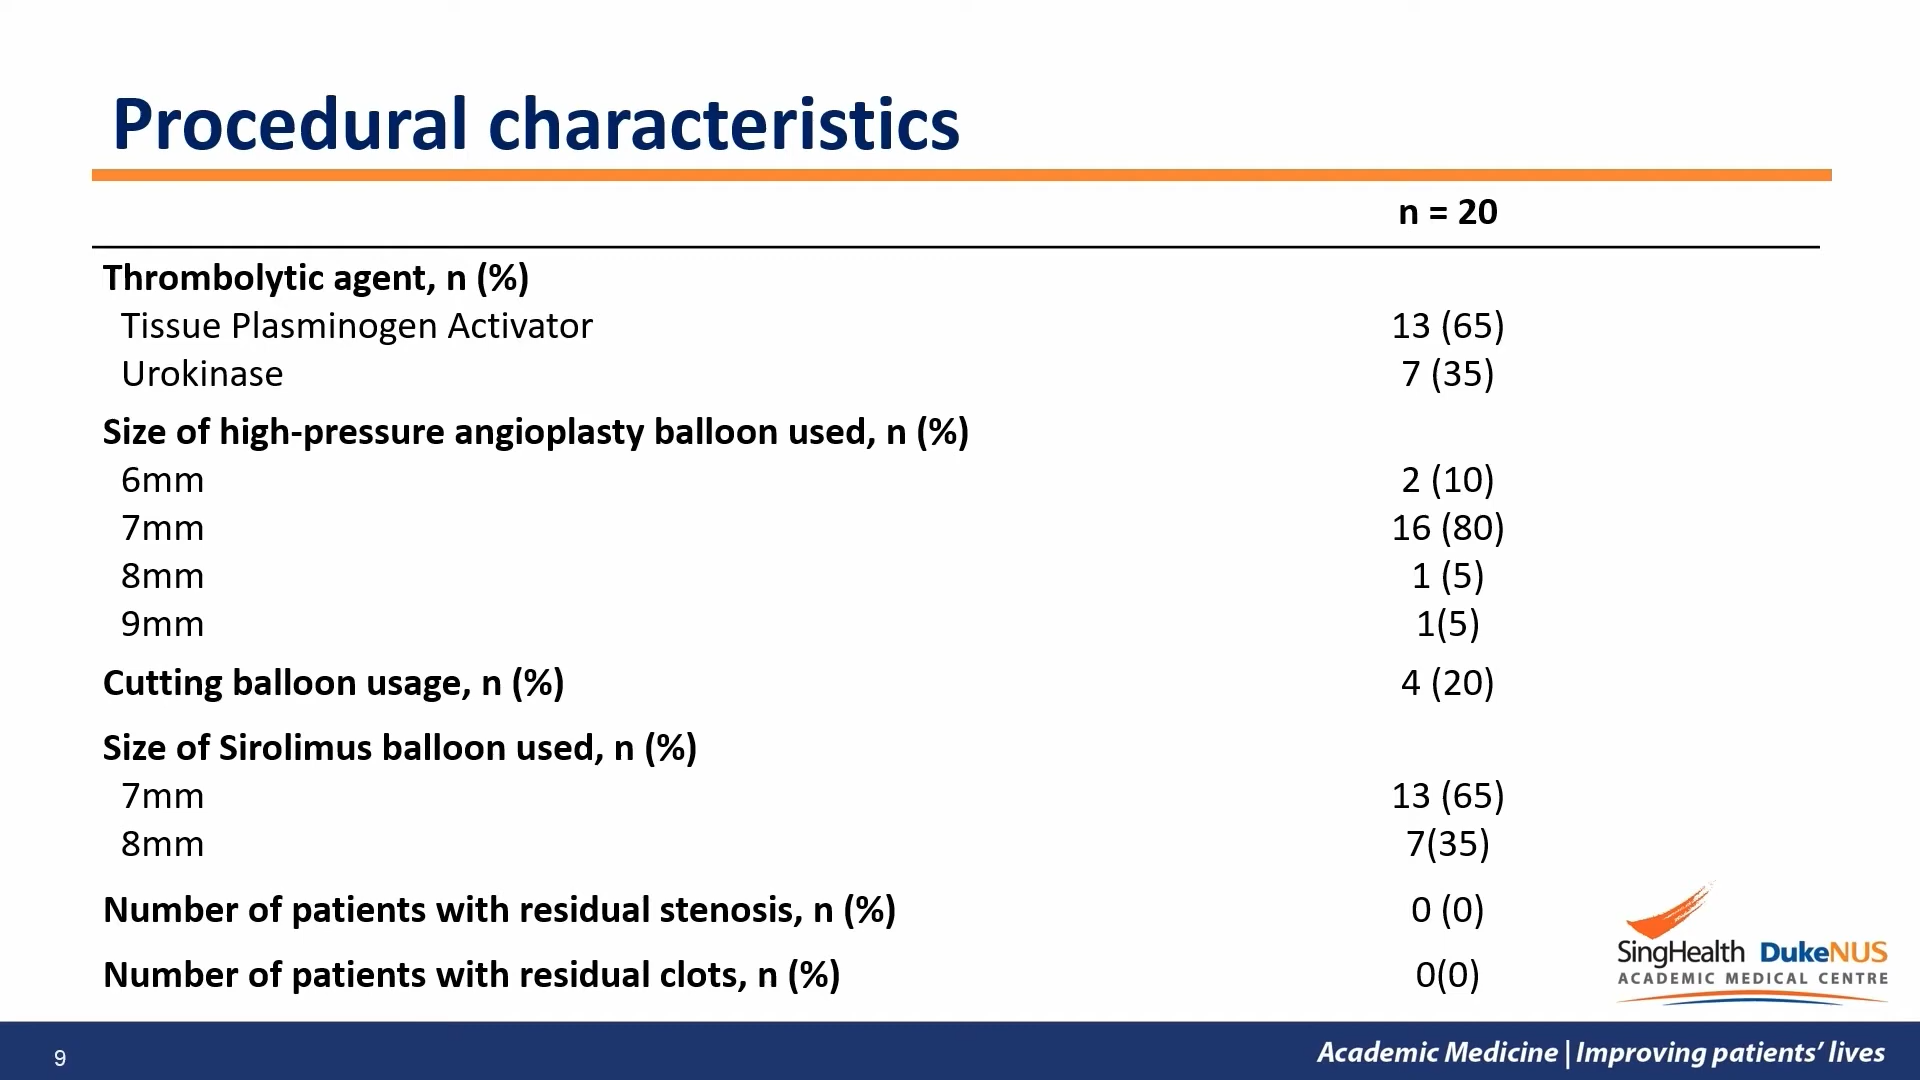 Procedural characteristics
n = 20
Thrombolytic agent, n (%)
Tissue Plasminogen Activator 13 (65)
Urokinase 7 (35)
Size of high-pressure angioplasty balloon used, n (%)
6mm 2 (10)
7mm 16 (80)
8mm 1 (5)
9mm 1(5)
Cutting balloon usage, n (%) 4 (20)
Size of Sirolimus balloon used, n (%)
7mm 13 (65)
8mm 7(35)
Number of patients with residual stenosis, n (%) 0 (0)
Number of patients with residual clots, n (%) 0(0)
SingHealth DukeNUS
ACADEMIC MEDICAL CENTRE
9
Academic Medicine | Improving patients' lives